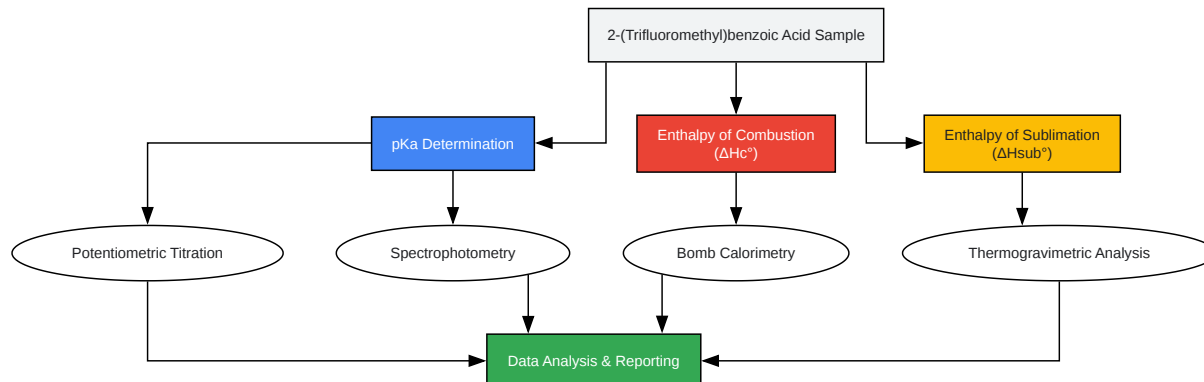 2-(Trifluoromethyl)benzoic Acid Sample
pKa Determination
Enthalpy of Combustion
(ΔHc°)
Enthalpy of Sublimation
(ΔHsub°)
Potentiometric Titration
Spectrophotometry
Bomb Calorimetry
Thermogravimetric Analysis
Data Analysis & Reporting